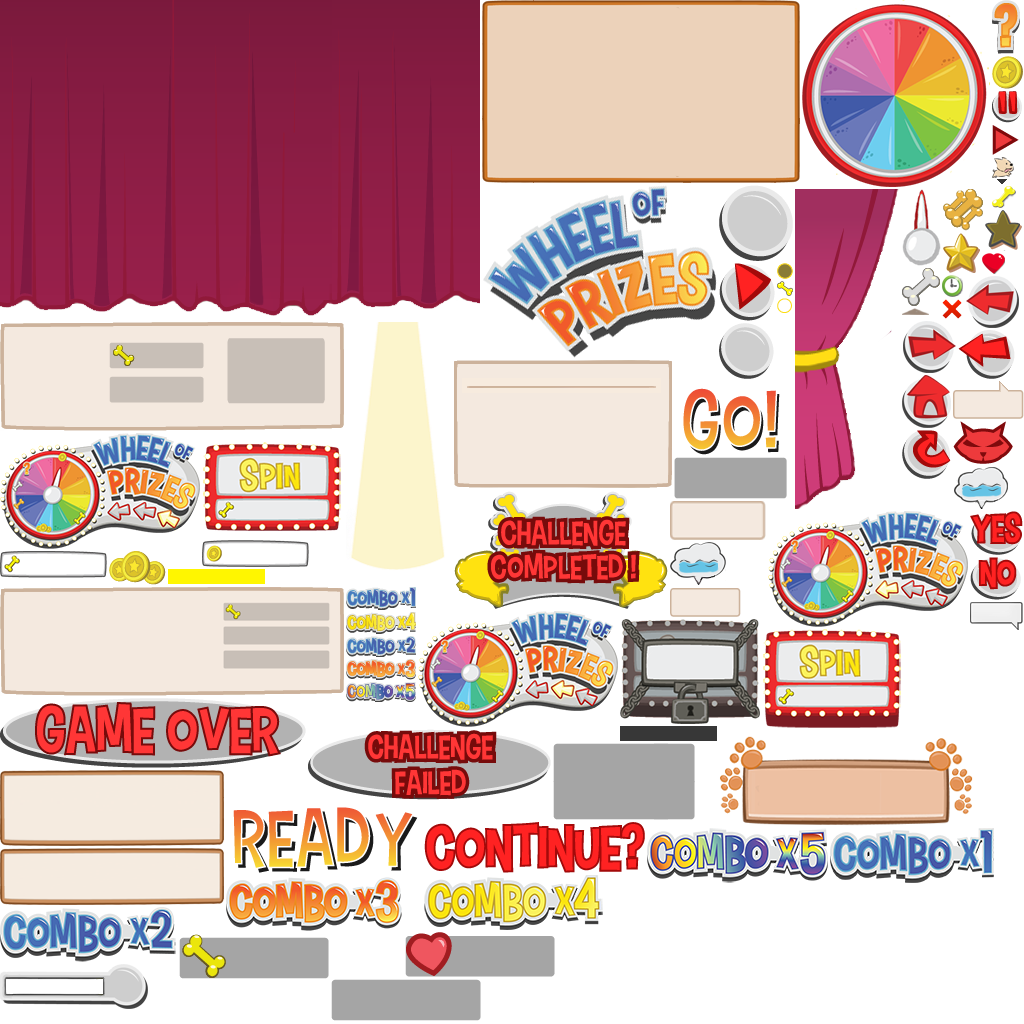 WHEEL OF
PRIZES
GO!
WHEEL OF
PRIZES
SPIN
CHALLENGE
COMPLETED !
WHEEL OF
PRIZES
YES
NO
COMBO x1
COMBO x4
COMBO x2
COMBO x3
COMBO x5
WHEEL OF
PRIZES
SPIN
GAME OVER
CHALLENGE
FAILED
READY
CONTINUE?
COMBO x5
COMBO x1
COMBO x3
COMBO x4
COMBO x2